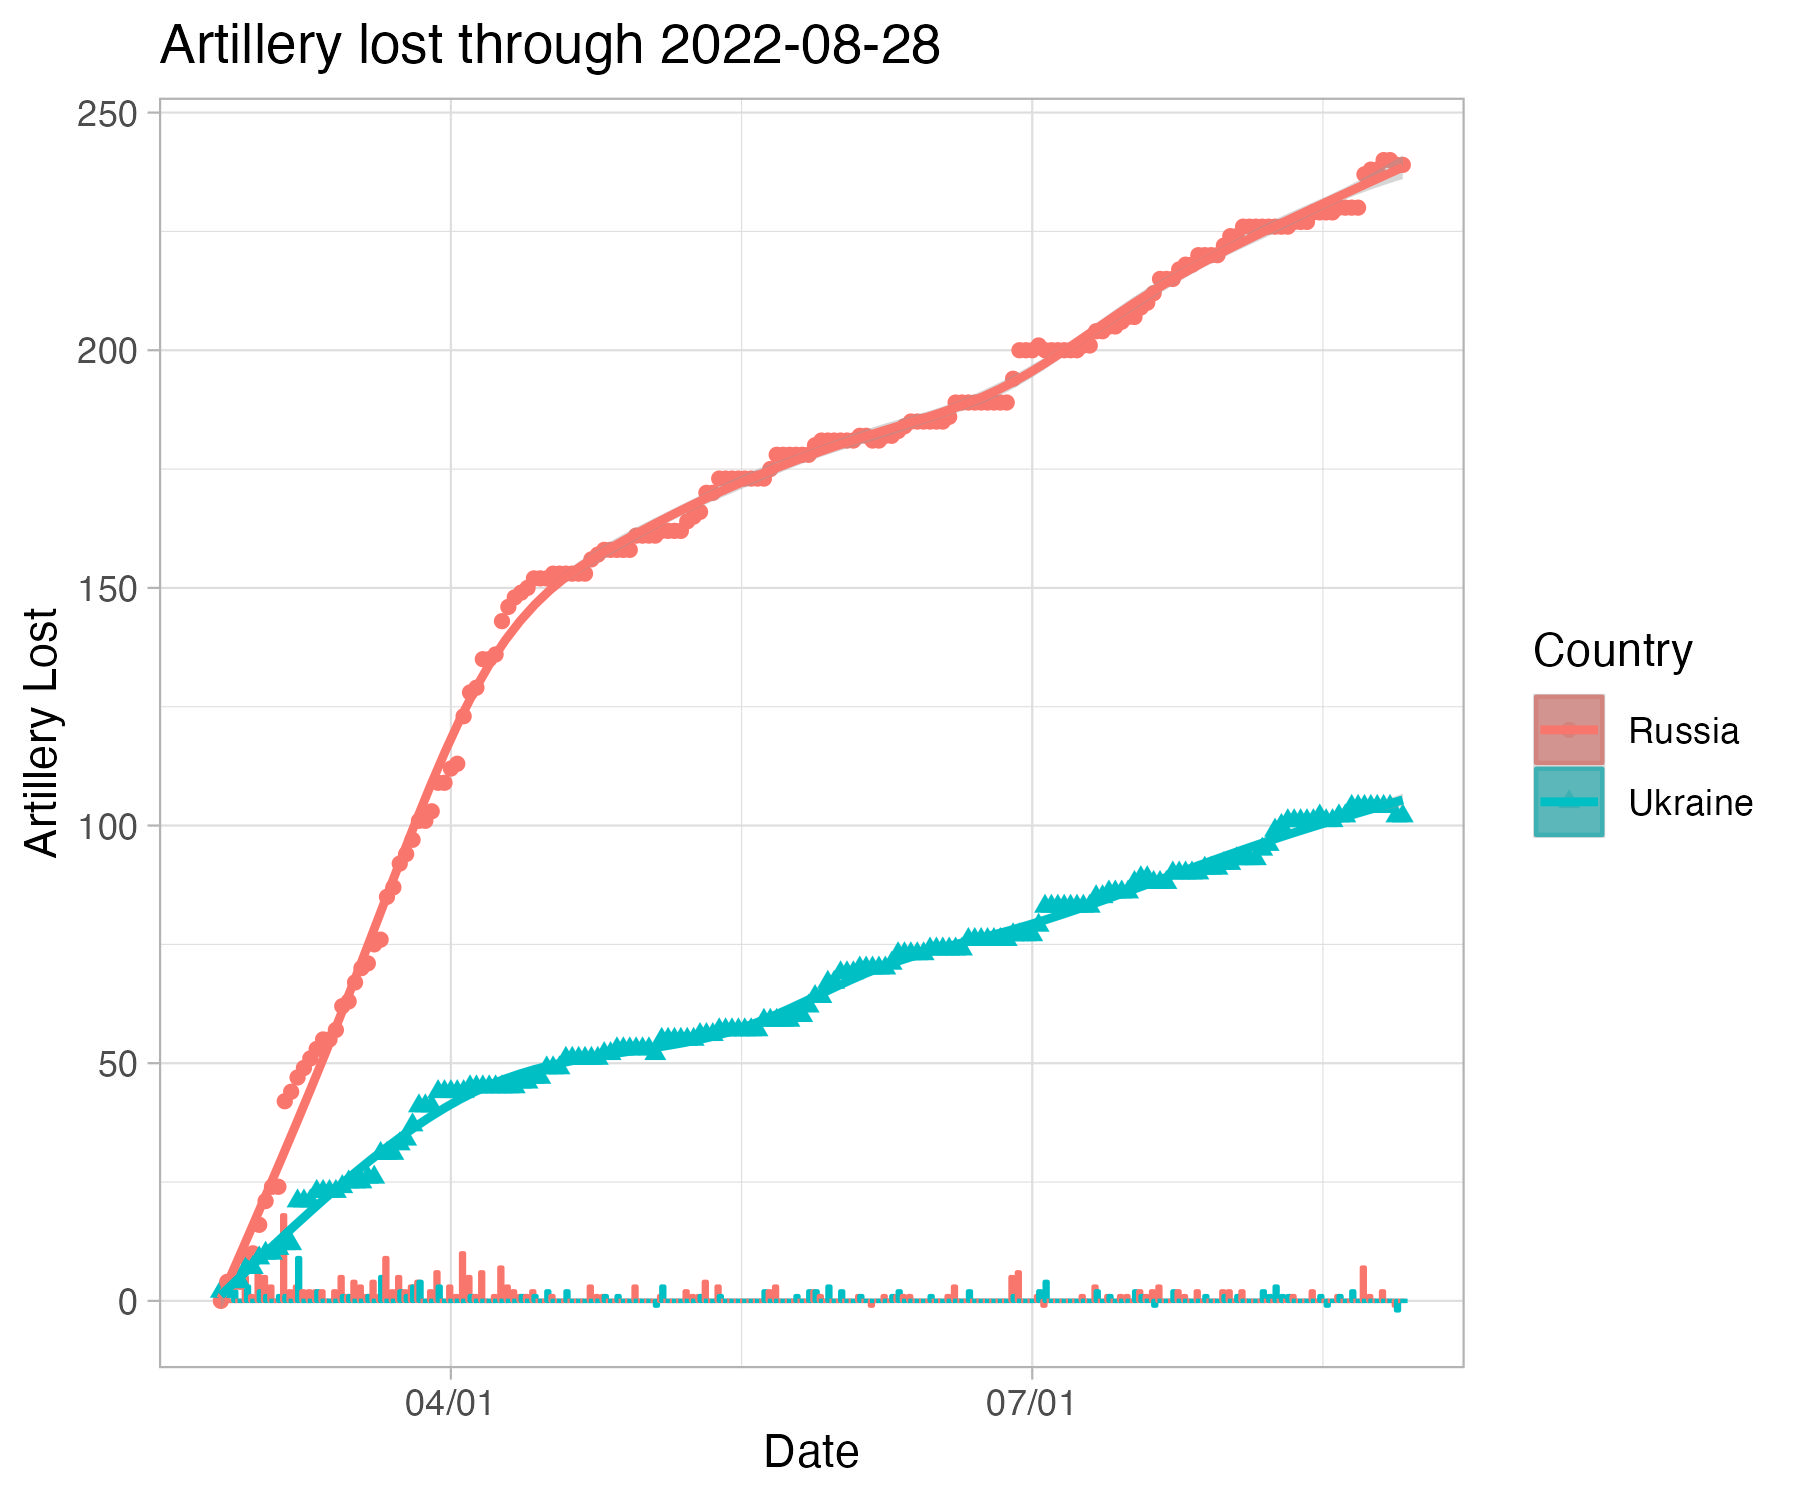 Artillery lost through 2022-08-28
250
200
150
100
50
0
Artillery Lost
04/01
07/01
Date
Country
Russia
Ukraine